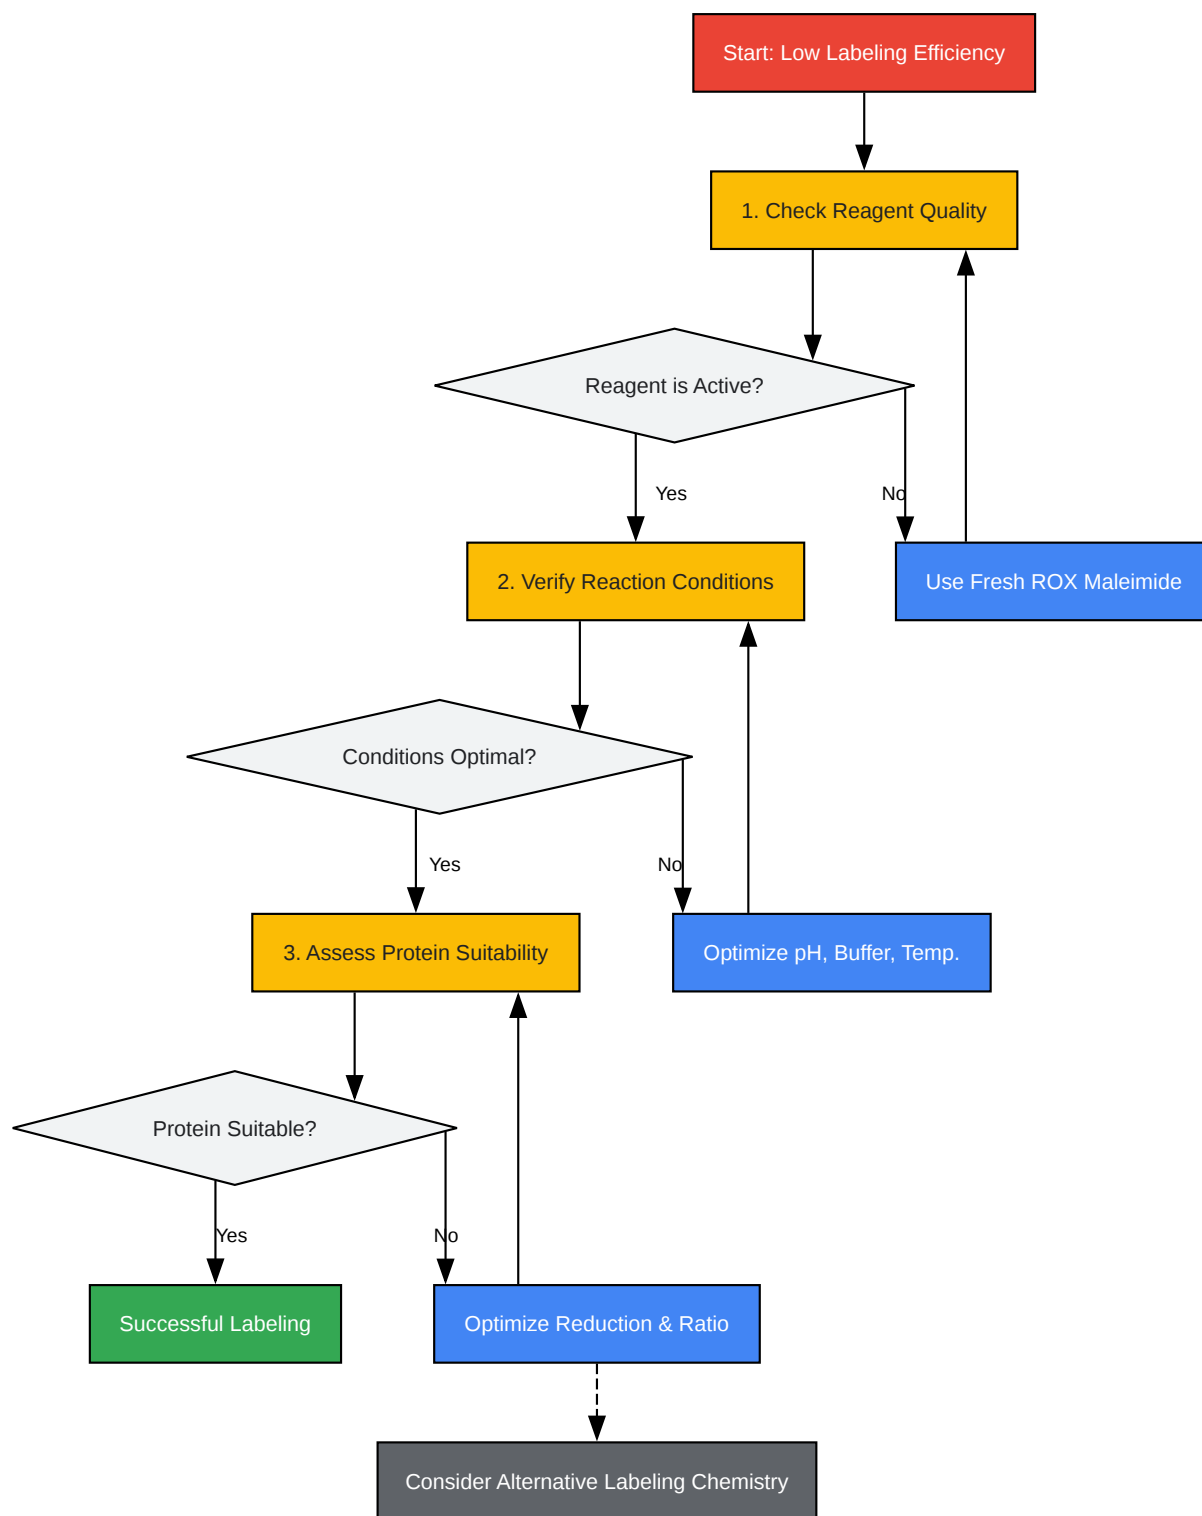 Start: Low Labeling Efficiency
1. Check Reagent Quality
Reagent is Active?
Yes
No
2. Verify Reaction Conditions
Use Fresh ROX Maleimide
Conditions Optimal?
Yes
No
3. Assess Protein Suitability
Optimize pH, Buffer, Temp.
Protein Suitable?
Yes
No
Successful Labeling
Optimize Reduction & Ratio
Consider Alternative Labeling Chemistry